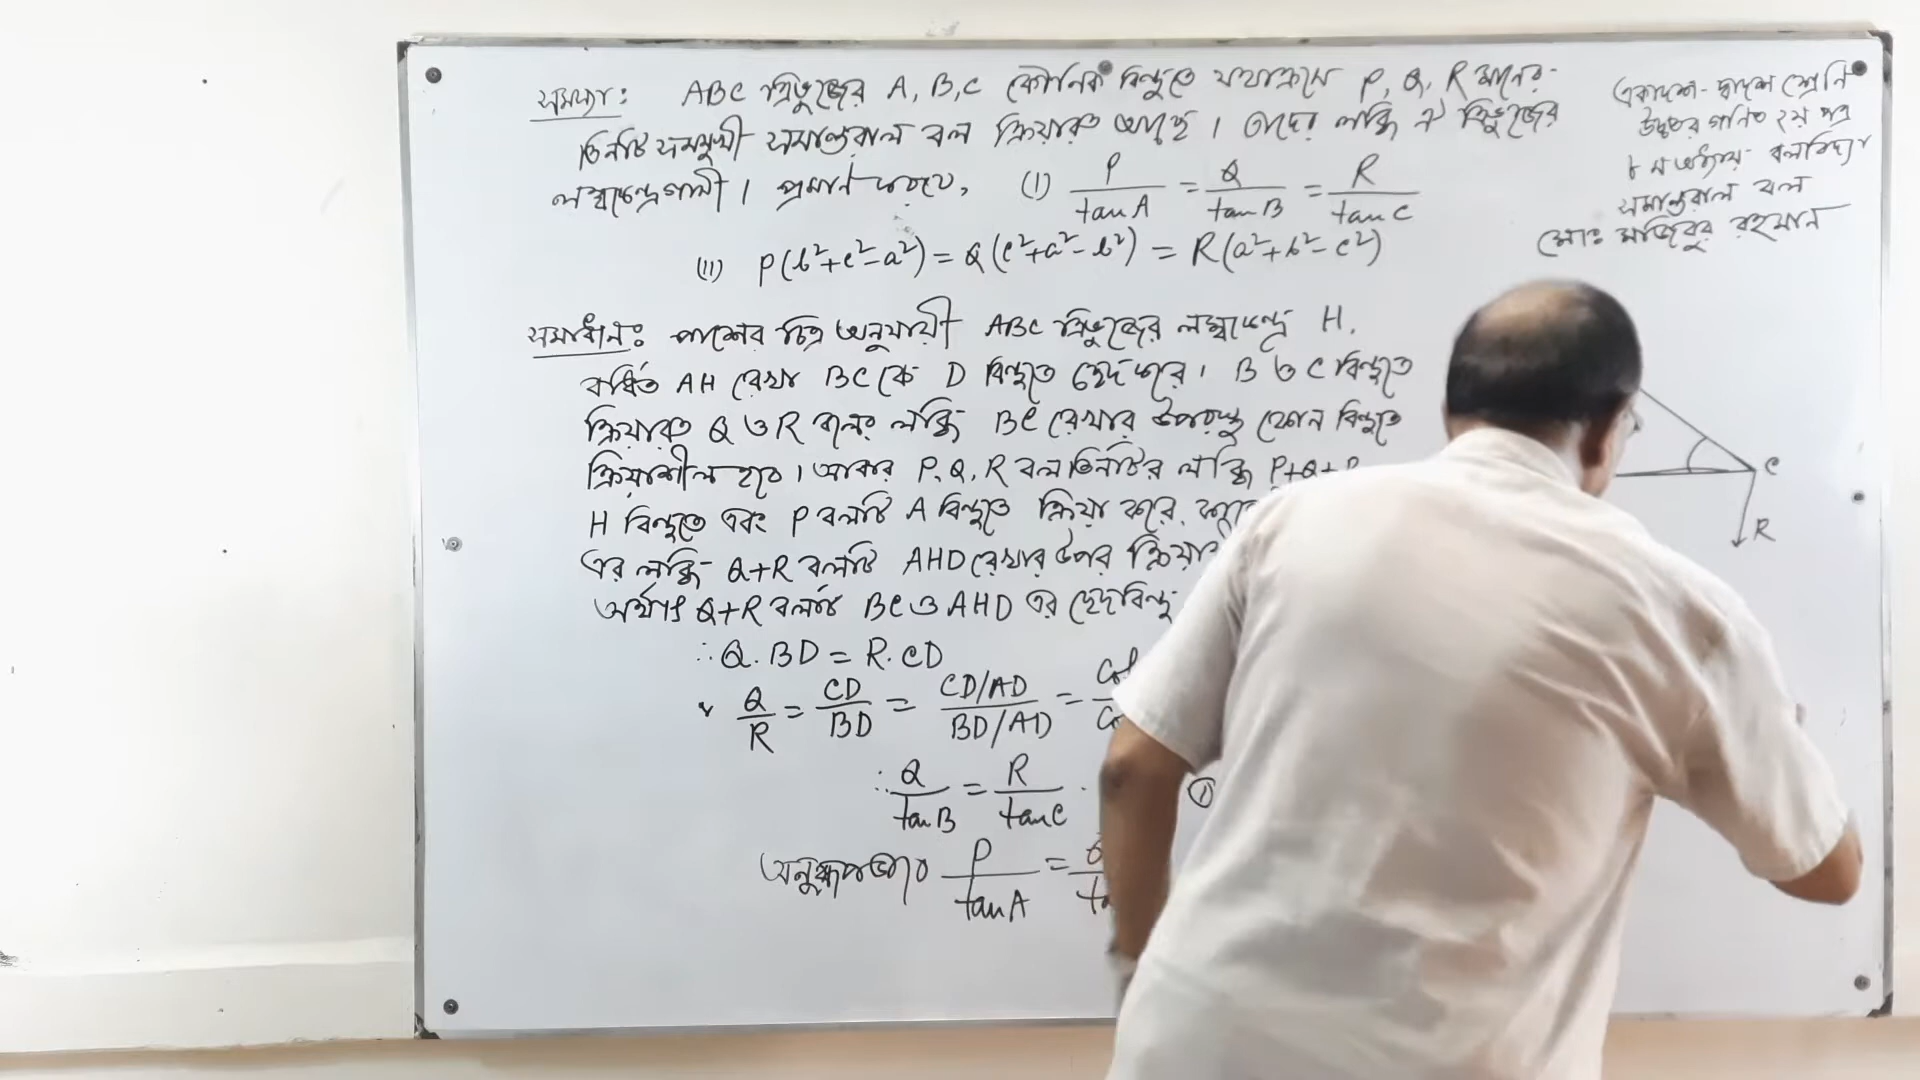 সমস্যা: ABC ত্রিভুজের A, B, C কৌনিক বিন্দুতে যথাক্রমে P, Q, R মানের
তিনটি সমমুখী সমান্তরাল বল ক্রিয়ারত আছে। তাদের লব্ধি ঐ ত্রিভুজের
লম্বকেন্দ্রগামী। প্রমাণ করবে, (i) P/tanA = Q/tanB = R/tanC
(ii) P(b²+c²-a²) = Q(c²+a²-b²) = R(a²+b²-c²)
একাদশ-দ্বাদশ শ্রেনি
উচ্চতর গনিত ২য় পত্র
৮ম অধ্যায় বলবিদ্যা
সমান্তরাল বল
মোঃ মজিবুর রহমান
সমাধান: পাশের চিত্র অনুযায়ী ABC ত্রিভুজের লম্বকেন্দ্র H.
বর্ধিত AH রেখা BC কে D বিন্দুতে ছেদ করে। B ও C বিন্দুতে
ক্রিয়ারত Q ও R বলের লব্ধি BC রেখার উপরস্থ কোন বিন্দুতে
ক্রিয়াশীল হবে। আবার P, Q, R বল তিনটির লব্ধি P+Q+R
H বিন্দুতে এবং P বলটি A বিন্দুতে ক্রিয়া করে,
এর লব্ধি Q+R বলটি AHD রেখার উপর
অর্থাৎ Q+R বলটি BC ও AHD এর ছেদবিন্দু
∴ Q.BD = R.CD
Q/R = CD/BD = (CD/AD)/(BD/AD) =
∴ Q/tanB = R/tanC ①
অনুরূপভাবে P/tanA =
C
R